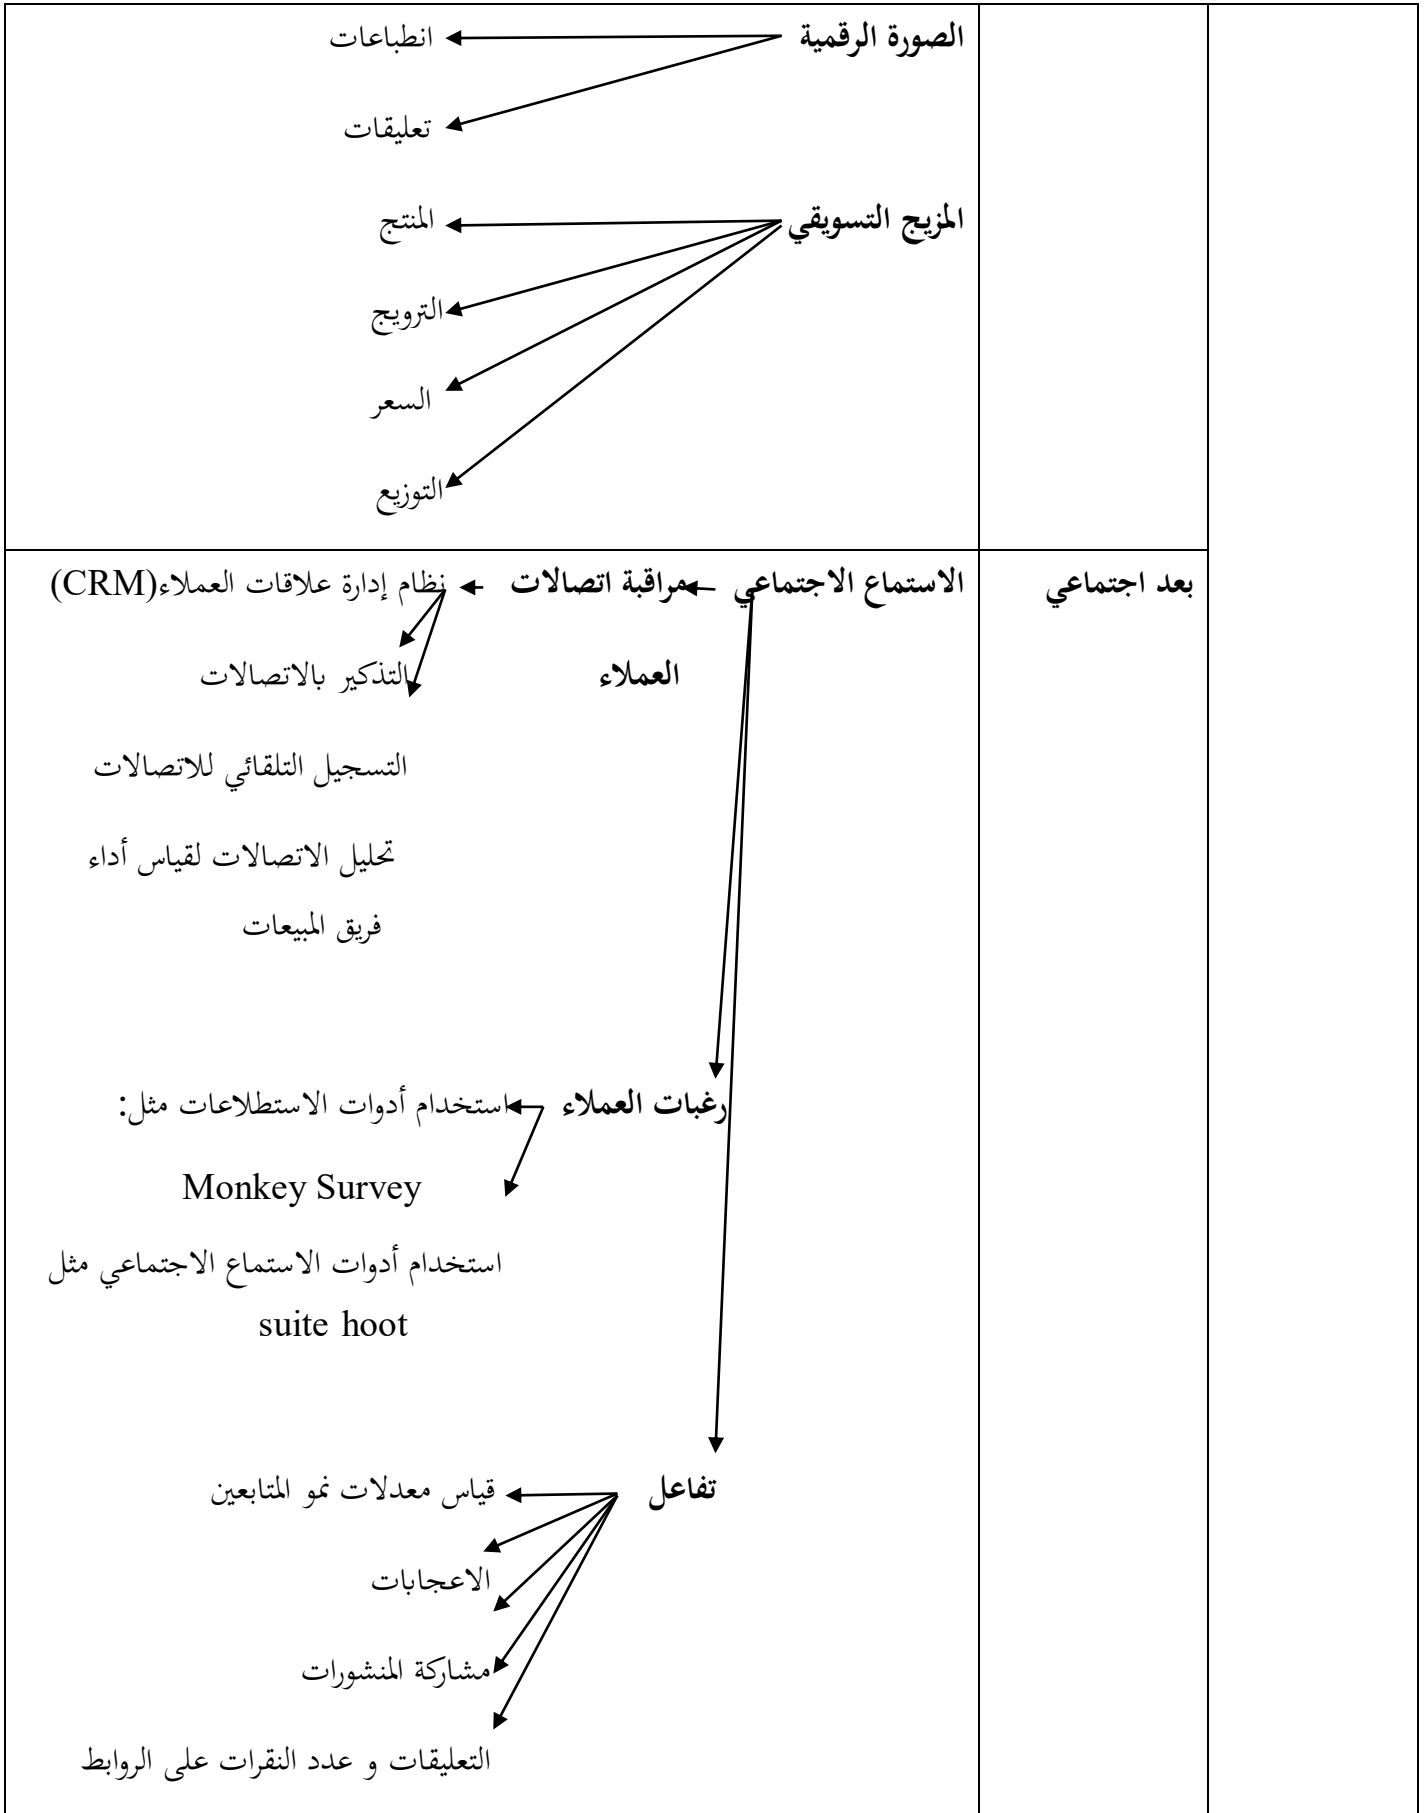 الصورة الرقمية انطباعات
تعليقات
المزيج التسويقي المنتج
الترويج
السعر
التوزيع
بعد اجتماعي الاستماع الاجتماعي مراقبة اتصالات نظام إدارة علاقات العملاء(CRM)
العملاء التذكير بالاتصالات
التسجيل التلقائي للاتصالات
تحليل الاتصالات لقياس أداء
فريق المبيعات
رغبات العملاء استخدام أدوات الاستطلاعات مثل:
Monkey Survey
استخدام أدوات الاستماع الاجتماعي مثل
suite hoot
تفاعل قياس معدلات نمو المتابعين
الاعجابات
مشاركة المنشورات
التعليقات و عدد النقرات على الروابط